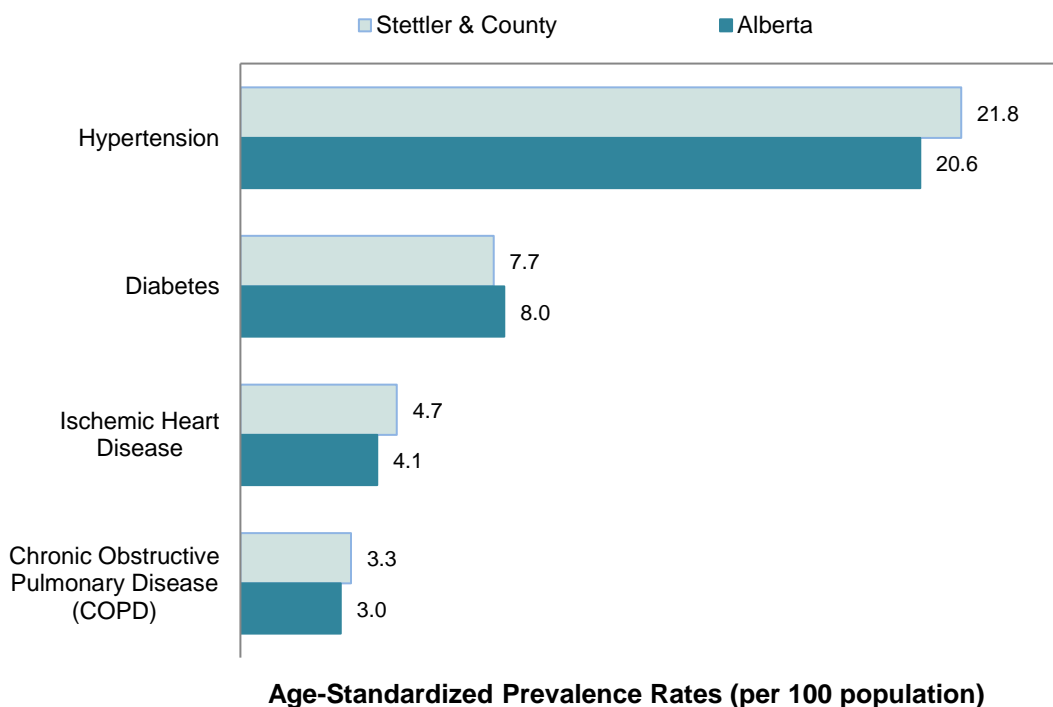 Stettler & County
Alberta
Hypertension
21.8
20.6
Diabetes
7.7
8.0
Ischemic Heart
Disease
4.7
4.1
Chronic Obstructive
Pulmonary Disease
(COPD)
3.3
3.0
Age-Standardized Prevalence Rates (per 100 population)